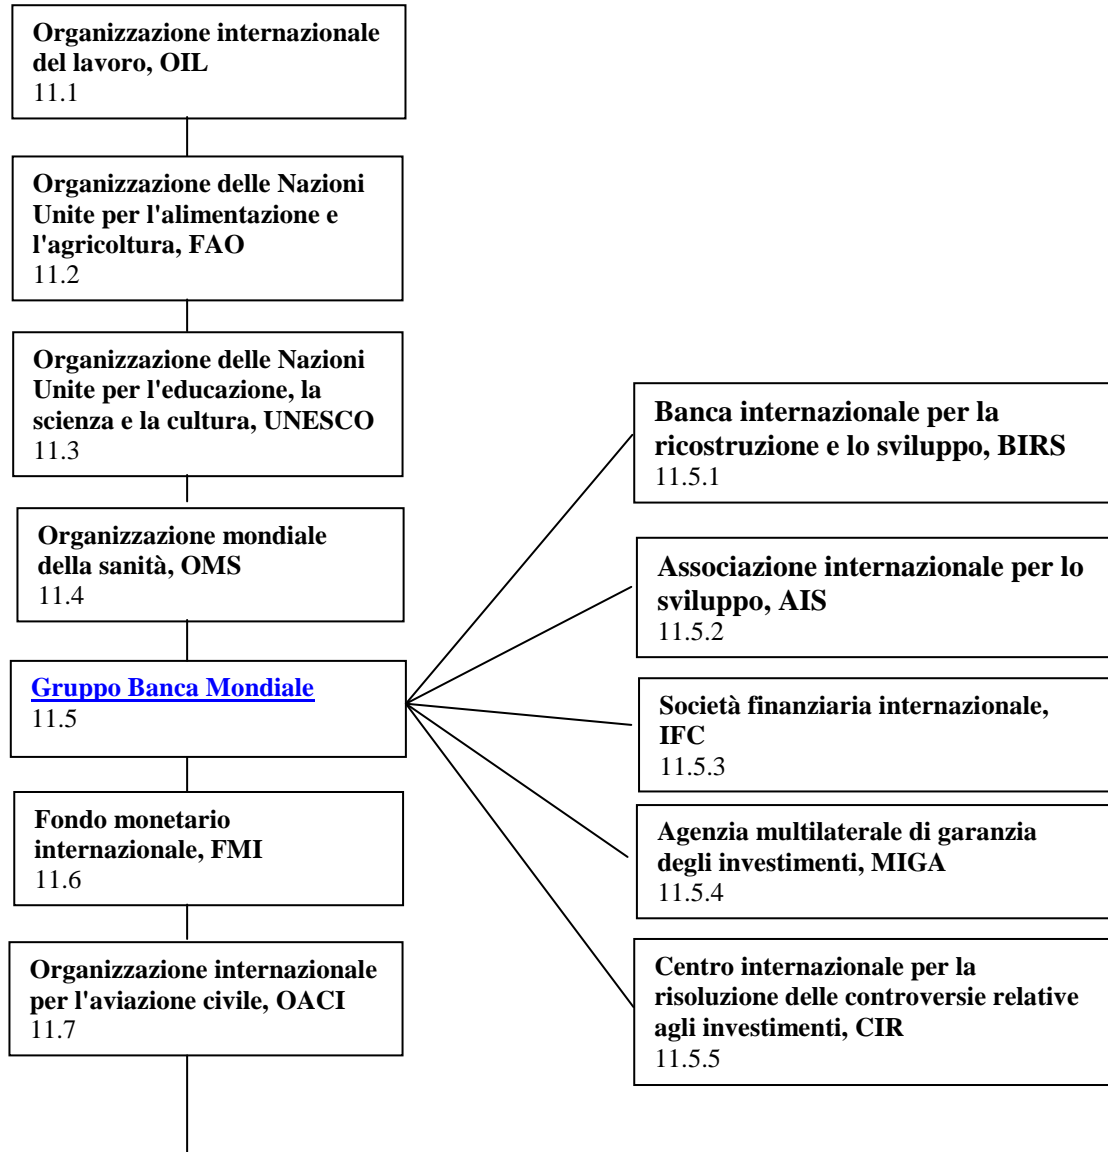 Organizzazione internazionale
del lavoro, OIL
11.1
Organizzazione delle Nazioni
Unite per l'alimentazione e
l'agricoltura, FAO
11.2
Organizzazione delle Nazioni
Unite per l'educazione, la
scienza e la cultura, UNESCO
11.3
Organizzazione mondiale
della sanità, OMS
11.4
Gruppo Banca Mondiale
11.5
Fondo monetario
internazionale, FMI
11.6
Organizzazione internazionale
per l'aviazione civile, OACI
11.7
Banca internazionale per la
ricostruzione e lo sviluppo, BIRS
11.5.1
Associazione internazionale per lo
sviluppo, AIS
11.5.2
Società finanziaria internazionale,
IFC
11.5.3
Agenzia multilaterale di garanzia
degli investimenti, MIGA
11.5.4
Centro internazionale per la
risoluzione delle controversie relative
agli investimenti, CIR
11.5.5